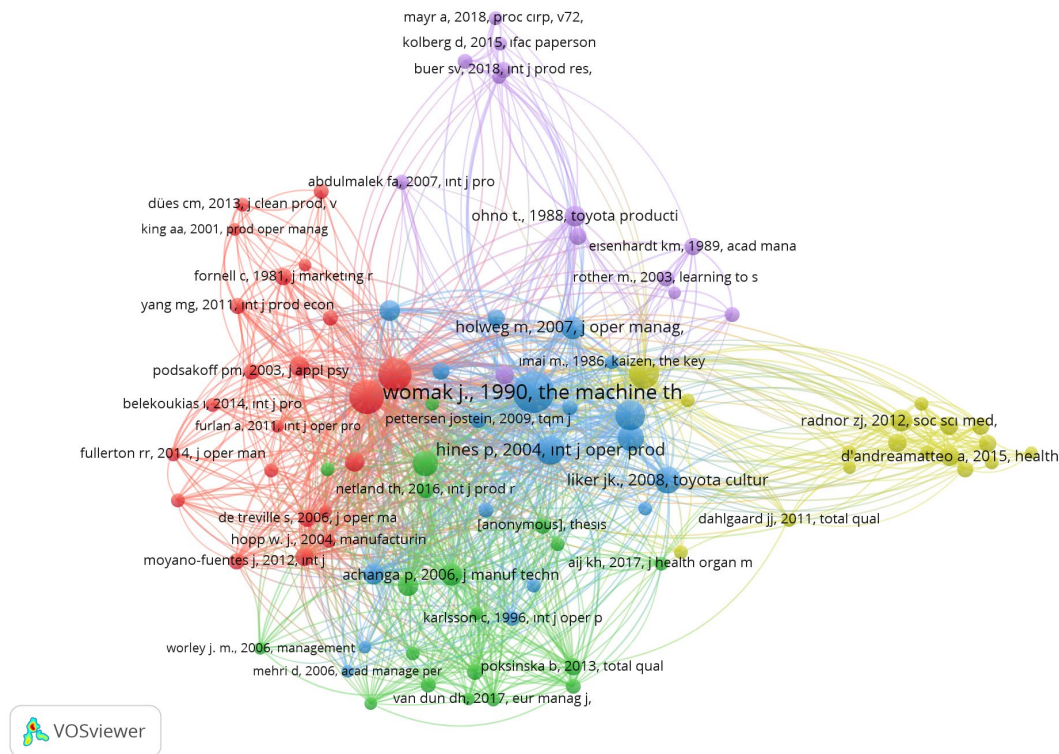 mayr a, 2018, proc cırp, v72,
kolberg d, 2015, ıfac paperson
buer sv, 2018, ınt j prod res,
abdulmalek fa, 2007, ınt j pro
dües cm, 2013, j clean prod, v
ohno t., 1988, toyota producti
king aa, 2001, prod oper manag
eısenhardt km, 1989, acad mana
fornell c, 1981, j marketıng r
rother m., 2003, learnıng to s
yang mg, 2011, ınt j prod econ
holweg m, 2007, j oper manag,
ımai m., 1986, kaizen, the key
podsakoff pm, 2003, j appl psy
womak j., 1990, the machine th
belekoukias ı, 2014, ınt j pro
pettersen josteın, 2009, tqm j
radnor zj, 2012, soc scı med,
furlan a, 2011, ınt j oper pro
hines p, 2004, ınt j oper prod
fullerton rr, 2014, j oper man
d'andreamatteo a, 2015, health
liker jk., 2008, toyota cultur
netland th, 2016, ınt j prod r
de treville s, 2006, j oper ma
dahlgaard jj, 2011, total qual
[anonymous], thesis
hopp w. j., 2004, manufacturin
moyano-fuentes j, 2012, ınt j
aij kh, 2017, j health organ m
achanga p, 2006, j manuf techn
karlsson c, 1996, ınt j oper p
worley j. m., 2006, management
poksinska b, 2013, total qual
mehri d, 2006, acad manage per
van dun dh, 2017, eur manag j,
VOSviewer